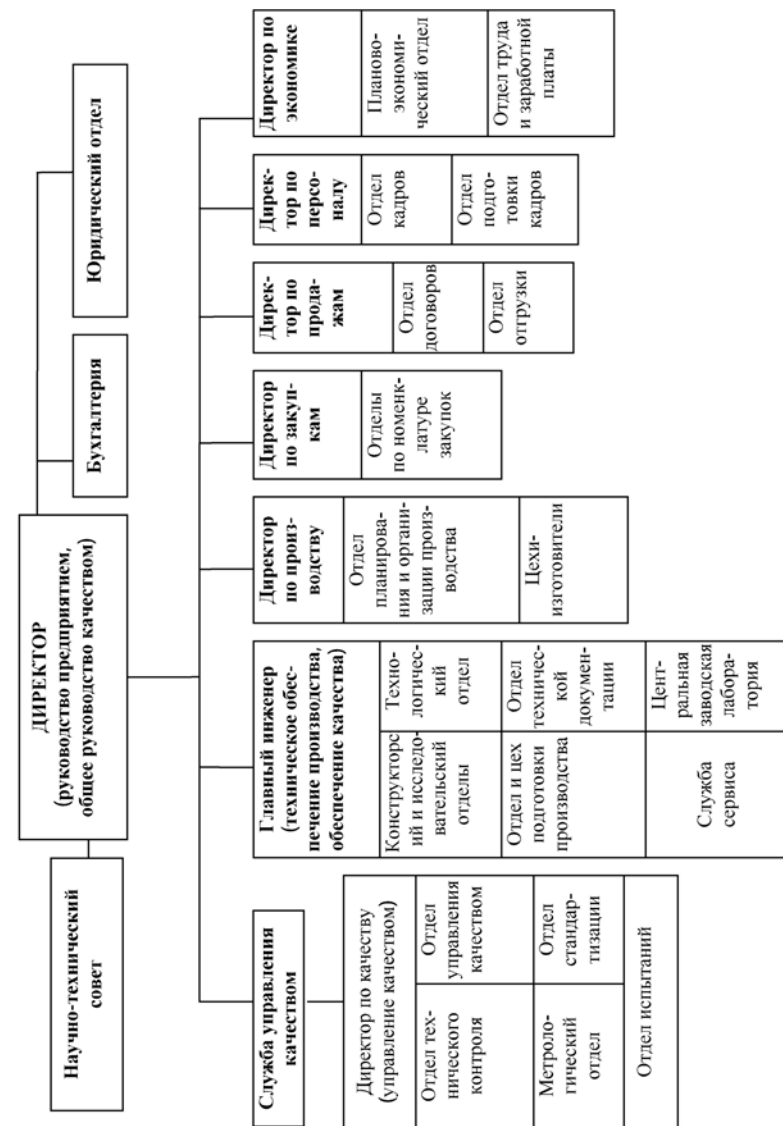 ДИРЕКТОР
(руководство предприятием,
общее руководство качеством)
Научно-технический
совет
Бухгалтерия
Юридический отдел
Служба управления
качеством
Директор по качеству
(управление качеством)
Отдел тех-
нического
контроля
Отдел
управления
качеством
Метроло-
гический
отдел
Отдел
стандар-
тизации
Отдел испытаний
Главный инженер
(техническое обес-
печение производства,
обеспечение качества)
Конструкторс
ий и исследо-
вательский
отделы
Техно-
логичес-
кий
отдел
Отдел и цех
подготовки
производства
Отдел
техничес-
кой
докумен-
тации
Служба
сервиса
Цент-
ральная
заводская
лабора-
тория
Директор
по произ-
водству
Отдел
планирова-
ния и органи-
зации произ-
водства
Цехи-
изготовители
Директор
по закуп-
кам
Отделы
по номенк-
латуре
закупок
Дирек-
тор по
прода-
жам
Отдел
договоров
Отдел
отгрузки
Дирек-
тор по
персо-
налу
Отдел
кадров
Отдел
подго-
товки
кадров
Директор по
экономике
Планово-
экономи-
ческий отдел
Отдел труда
и заработной
платы